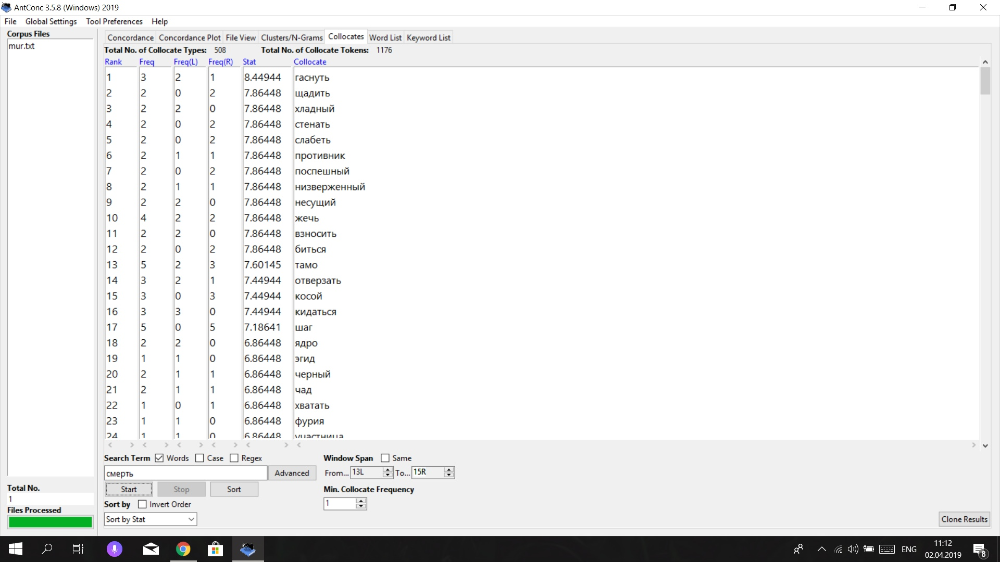 AntConc 3.5.8 (Windows) 2019
File Global Settings Tool Preferences Help
Corpus Files
mur.txt
Concordance Concordance Plot File View Clusters/N-Grams Collocates Word List Keyword List
Total No. of Collocate Types: 508 Total No. of Collocate Tokens: 1176
Rank Freq Freq(L) Freq(R) Stat Collocate
1 3 2 1 8.44944 гаснуть
2 2 0 2 7.86448 щадить
3 2 2 0 7.86448 хладный
4 2 0 2 7.86448 стенать
5 2 0 2 7.86448 слабеть
6 2 1 1 7.86448 противник
7 2 0 2 7.86448 поспешный
8 2 1 1 7.86448 низверженный
9 2 2 0 7.86448 несущий
10 4 2 2 7.86448 жечь
11 2 2 0 7.86448 взносить
12 2 0 2 7.86448 биться
13 5 2 3 7.60145 тамо
14 3 2 1 7.44944 отверзать
15 3 0 3 7.44944 косой
16 3 3 0 7.44944 кидаться
17 5 0 5 7.18641 шаг
18 2 2 0 6.86448 ядро
19 1 1 0 6.86448 эгид
20 2 1 1 6.86448 черный
21 2 1 1 6.86448 чад
22 1 0 1 6.86448 хватать
23 1 1 0 6.86448 фурия
24 1 1 0 6.86448 участница
Search Term Words Case Regex
смерть Advanced
Start Stop Sort
Sort by Invert Order
Sort by Stat
Window Span Same
From... 13L To... 15R
Min. Collocate Frequency
1
Total No.
1
Files Processed
Clone Results
ENG
11:12
02.04.2019
8